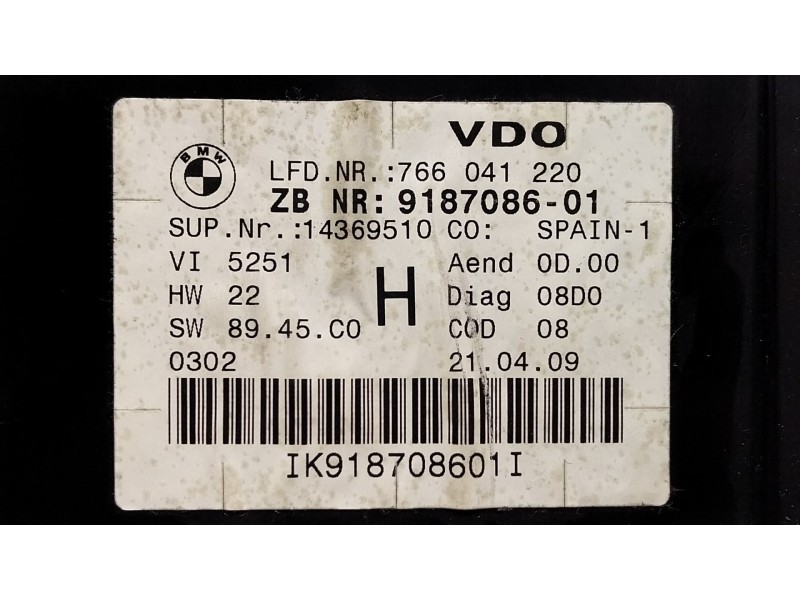 VDO
BMW
LFD.NR.:766 041 220
ZB NR: 9187086-01
SUP.Nr.:14369510 CO: SPAIN-1
VI 5251 Aend 0D.00
HW 22 H Diag 08D0
SW 89.45.C0 COD 08
0302 21.04.09
IK918708601I